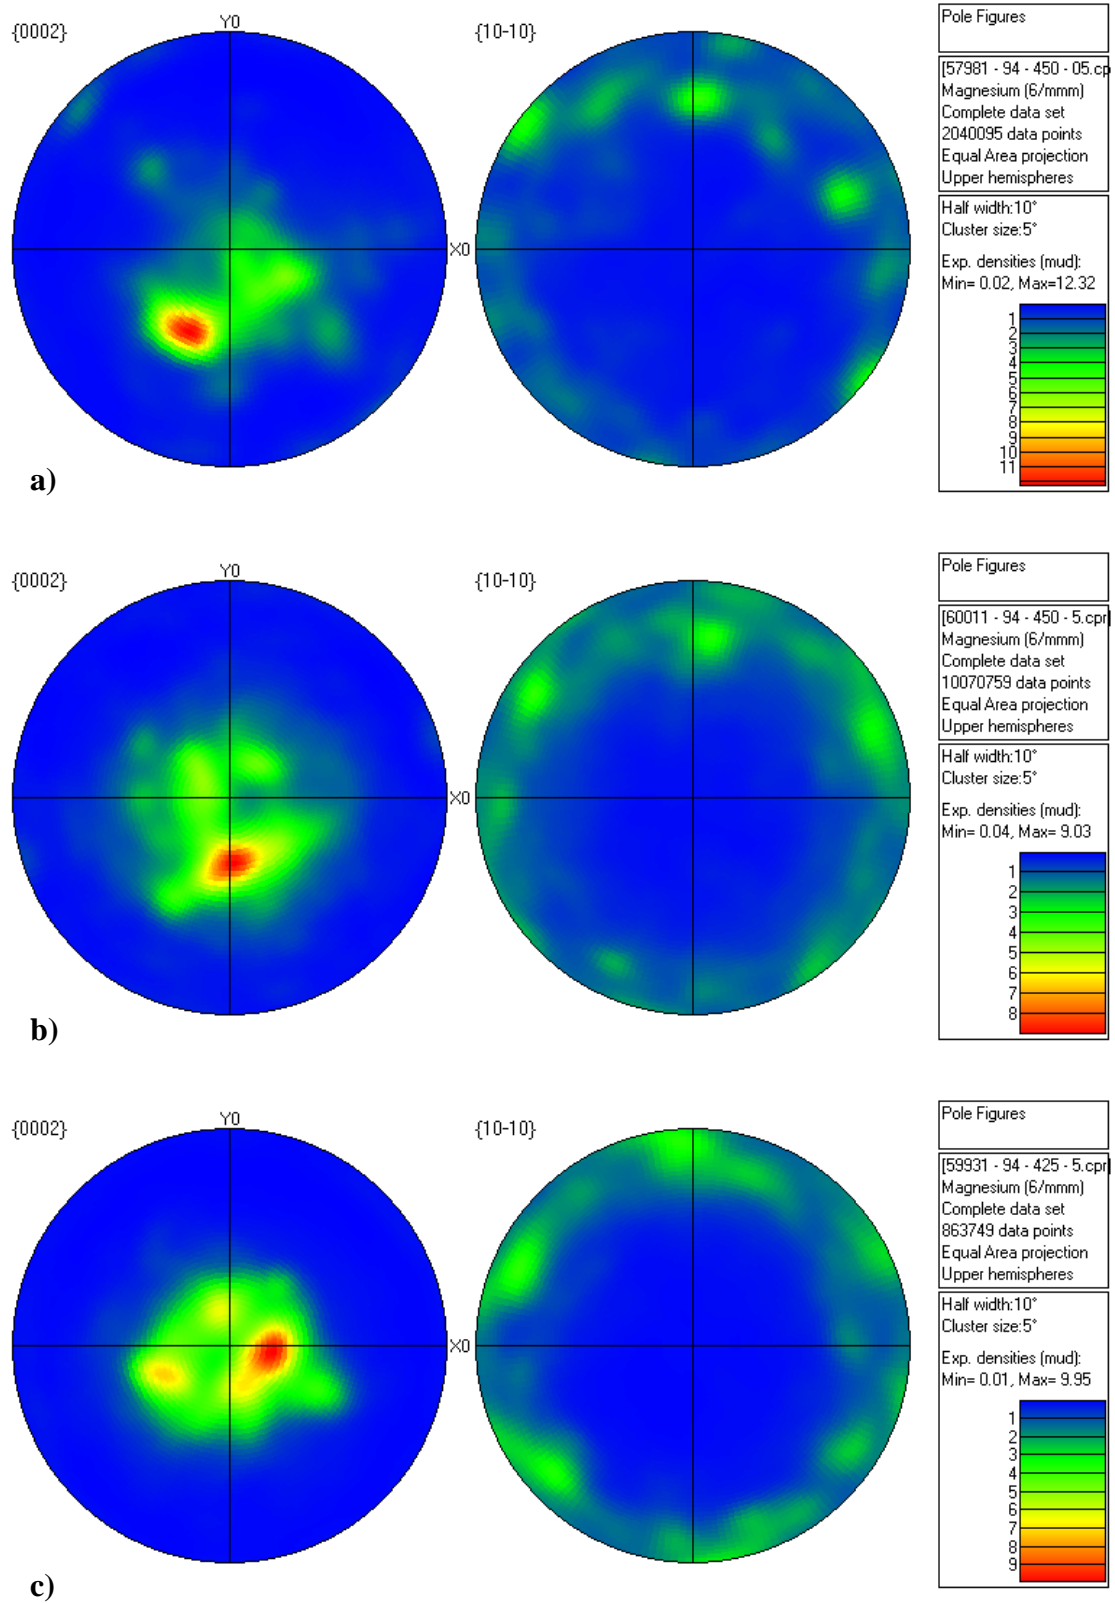 {0002}
Y0
X0
{10-10}
Pole Figures
[57981 - 94 - 450 - 05.cp
Magnesium (6/mmm)
Complete data set
2040095 data points
Equal Area projection
Upper hemispheres
Half width:10°
Cluster size:5°
Exp. densities (mud):
Min= 0.02, Max=12.32
1
2
3
4
5
6
7
8
9
10
11
a)
{0002}
Y0
X0
{10-10}
Pole Figures
[60011 - 94 - 450 - 5.cpr
Magnesium (6/mmm)
Complete data set
10070759 data points
Equal Area projection
Upper hemispheres
Half width:10°
Cluster size:5°
Exp. densities (mud):
Min= 0.04, Max= 9.03
1
2
3
4
5
6
7
8
b)
{0002}
Y0
X0
{10-10}
Pole Figures
[59931 - 94 - 425 - 5.cpr
Magnesium (6/mmm)
Complete data set
863749 data points
Equal Area projection
Upper hemispheres
Half width:10°
Cluster size:5°
Exp. densities (mud):
Min= 0.01, Max= 9.95
1
2
3
4
5
6
7
8
9
c)